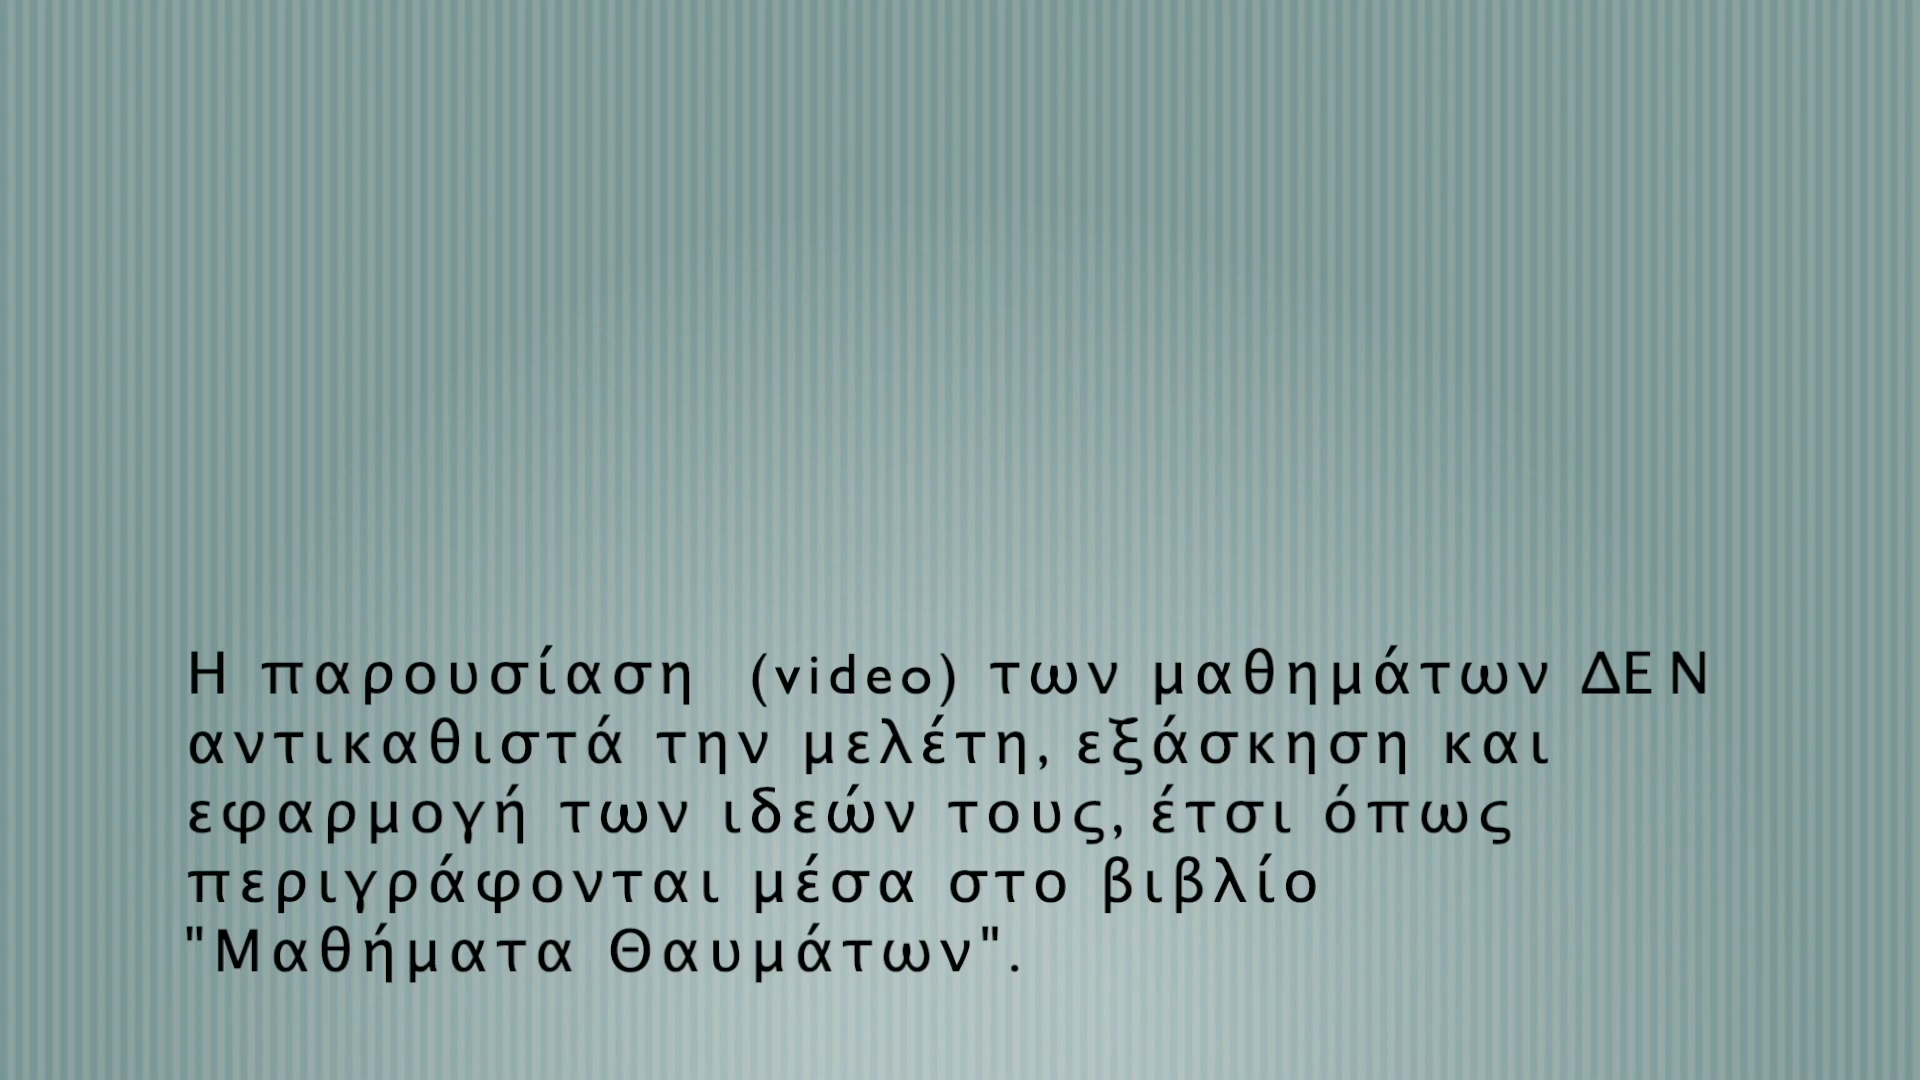 Η παρουσίαση (video) των μαθημάτων ΔΕΝ
αντικαθιστά την μελέτη, εξάσκηση και
εφαρμογή των ιδεών τους, έτσι όπως
περιγράφονται μέσα στο βιβλίο
"Μαθήματα Θαυμάτων".